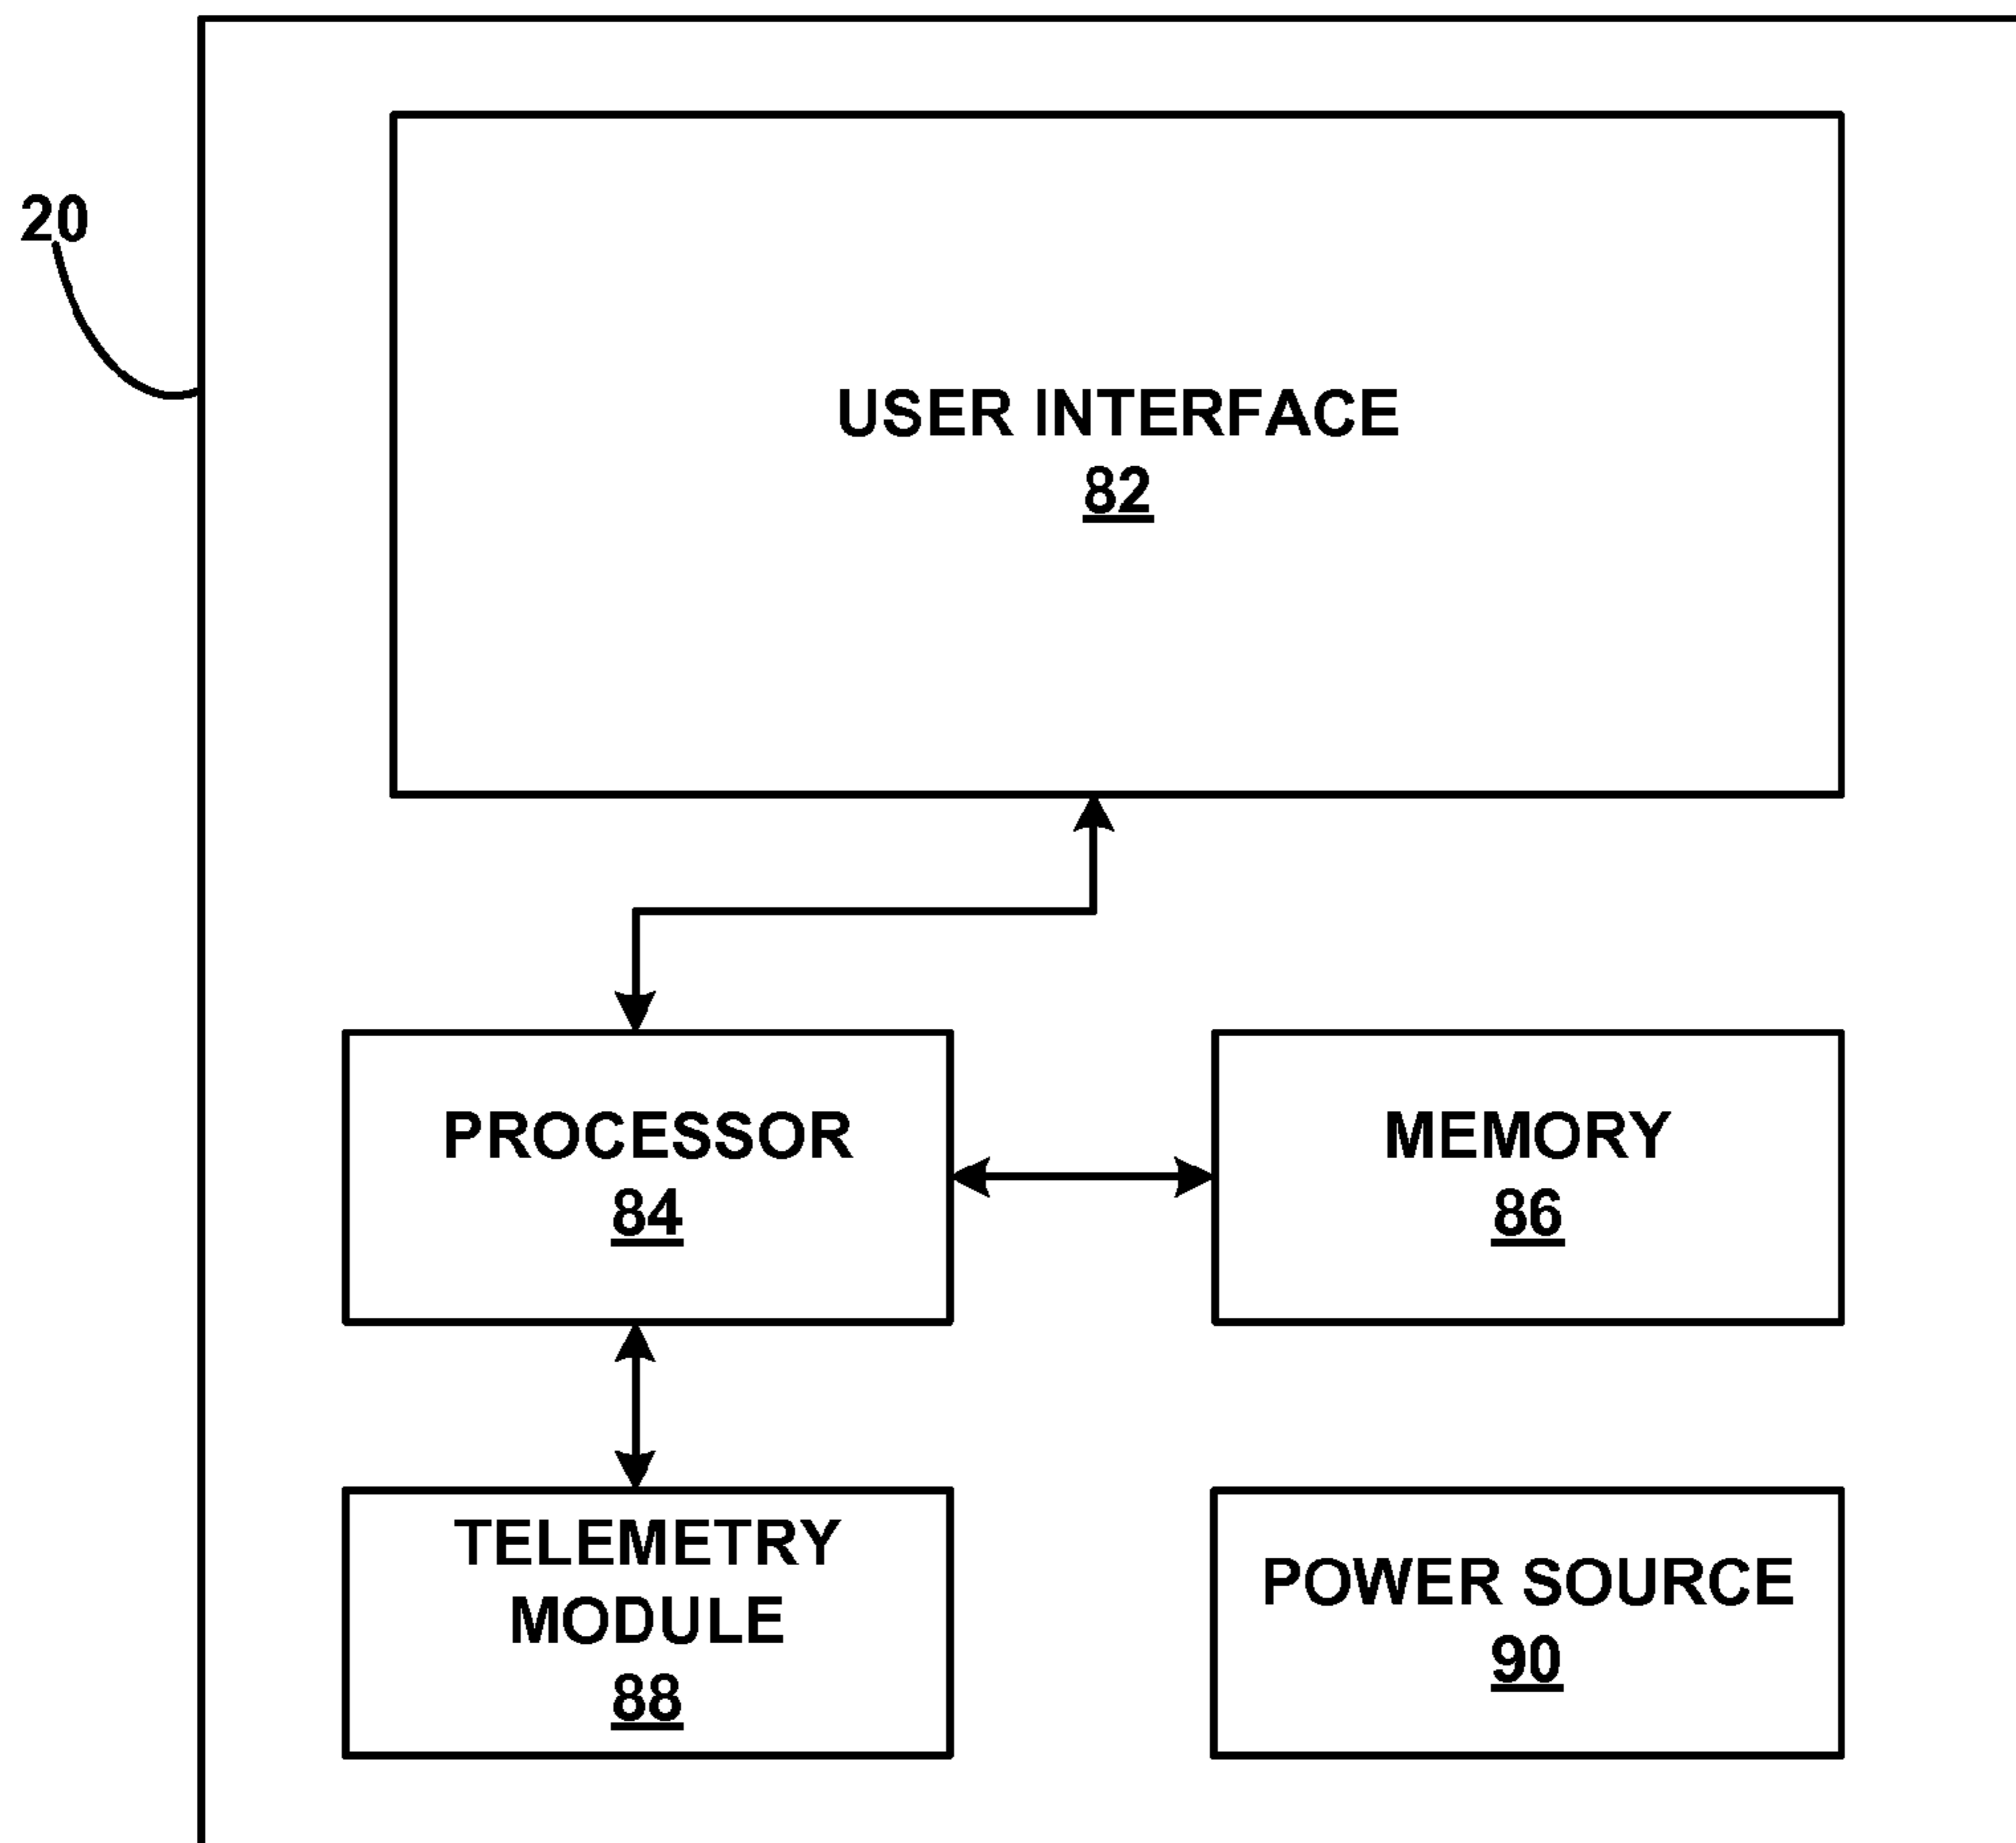 20
USER INTERFACE
82
PROCESSOR
84
MEMORY
86
TELEMETRY
MODULE
88
POWER SOURCE
90